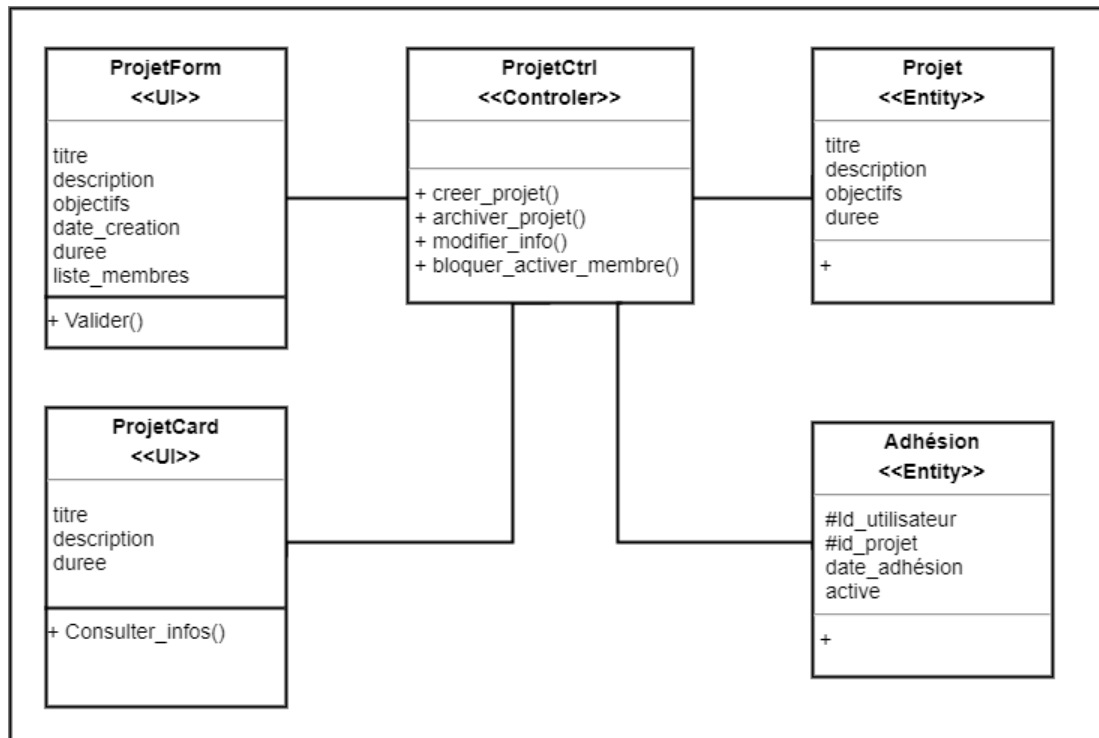 ProjetForm
<<UI>>
titre
description
objectifs
date_creation
duree
liste_membres
+ Valider()
ProjetCtrl
<<Controler>>
+ creer_projet()
+ archiver_projet()
+ modifier_info()
+ bloquer_activer_membre()
Projet
<<Entity>>
titre
description
objectifs
duree
+
ProjetCard
<<UI>>
titre
description
duree
+ Consulter_infos()
Adhésion
<<Entity>>
#Id_utilisateur
#id_projet
date_adhésion
active
+